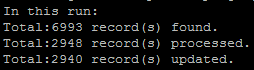 In this run:
Total:6993 record(s) found.
Total:2948 record(s) processed.
Total:2940 record(s) updated.